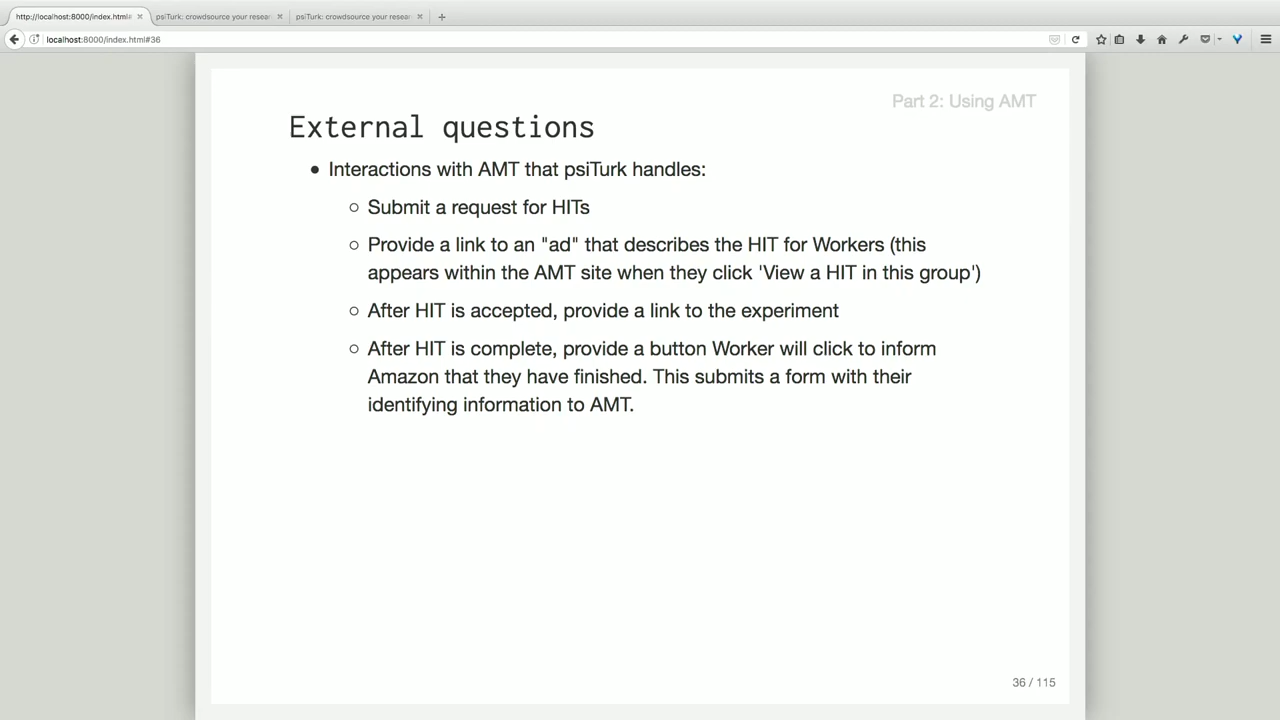 http://localhost:8000/index.html#
psiTurk: crowdsource your resear
psiTurk: crowdsource your resear
localhost:8000/index.html#36
Part 2: Using AMT
External questions
Interactions with AMT that psiTurk handles:
Submit a request for HITs
Provide a link to an "ad" that describes the HIT for Workers (this
appears within the AMT site when they click 'View a HIT in this group')
After HIT is accepted, provide a link to the experiment
After HIT is complete, provide a button Worker will click to inform
Amazon that they have finished. This submits a form with their
identifying information to AMT.
36 / 115